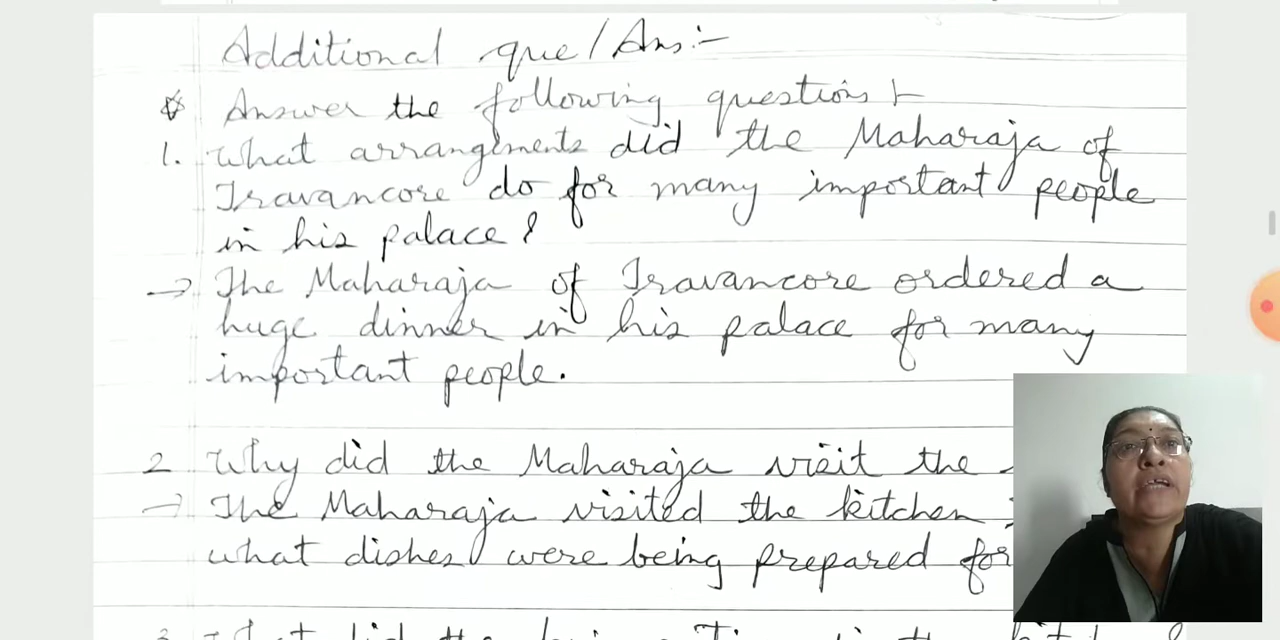 Additional que/Ans:-
Answer the following questions :-
1. What arrangements did the Maharaja of
Travancore do for many important people
in his palace?
→ The Maharaja of Travancore ordered a
huge dinner in his palace for many
important people.
2 Why did the Maharaja visit the
→ The Maharaja visited the kitchen
what dishes were being prepared for